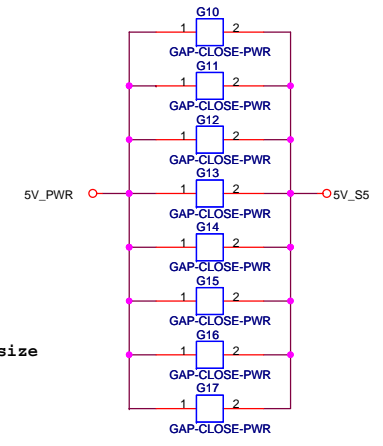 G10
1 2
GAP-CLOSE-PWR
G11
1 2
GAP-CLOSE-PWR
G12
1 2
GAP-CLOSE-PWR
G13
5V_PWR 1 2 5V_S5
GAP-CLOSE-PWR
G14
1 2
GAP-CLOSE-PWR
G15
1 2
GAP-CLOSE-PWR
G16
size 1 2
GAP-CLOSE-PWR
G17
1 2
GAP-CLOSE-PWR